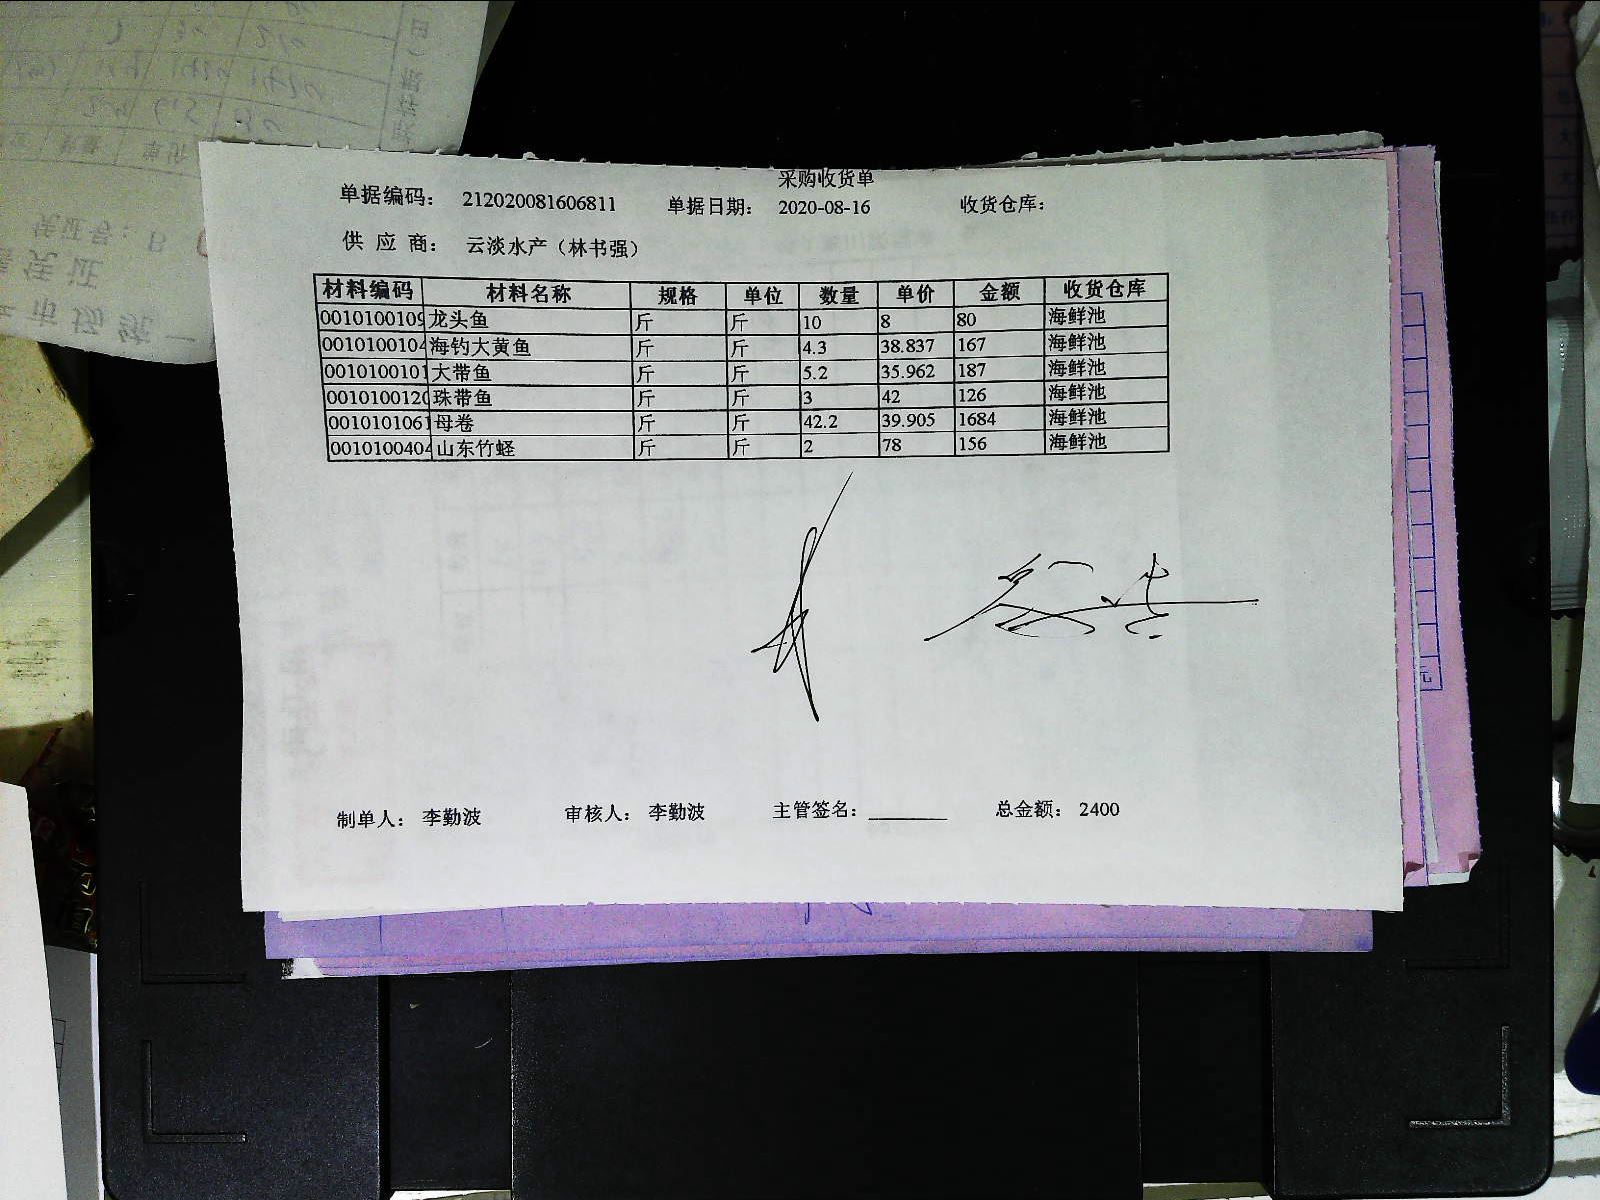 采购收货单
单据编码： 212020081606811 单据日期： 2020-08-16 收货仓库：
供 应 商： 云淡水产（林书强）
材料编码 材料名称 规格 单位 数量 单价 金额 收货仓库
0010100109 龙头鱼 斤 斤 10 8 80 海鲜池
0010100104 海钓大黄鱼 斤 斤 4.3 38.837 167 海鲜池
0010100101 大带鱼 斤 斤 5.2 35.962 187 海鲜池
0010100120 珠带鱼 斤 斤 3 42 126 海鲜池
0010101061 母卷 斤 斤 42.2 39.905 1684 海鲜池
0010100404 山东竹蛏 斤 斤 2 78 156 海鲜池
制单人： 李勤波 审核人： 李勤波 主管签名： 总金额： 2400